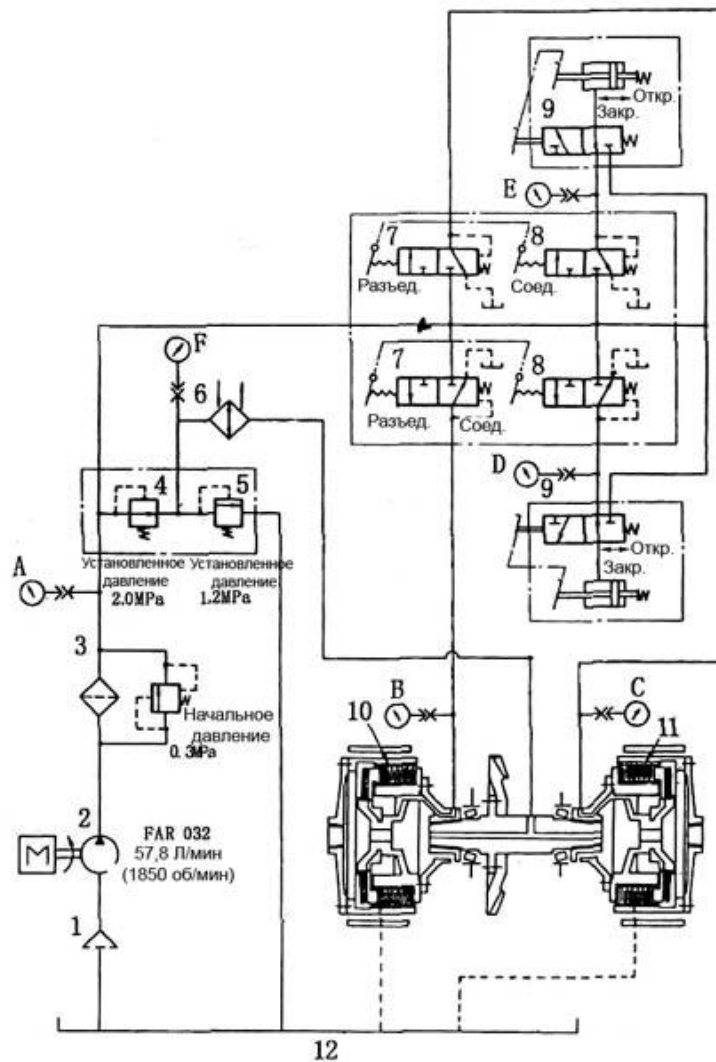 9
Откр.
Закр.
E
7
8
Разъед.
Соед.
F
6
7
8
Разъед.
Соед.
4
5
D
9
Установленное давление
2.0MPa
Установленное давление
1.2MPa
Откр.
Закр.
A
3
Начальное давление
0.3MPa
B
C
10
11
2
M
FAR 032
57,8 Л/мин
(1850 об/мин)
1
12